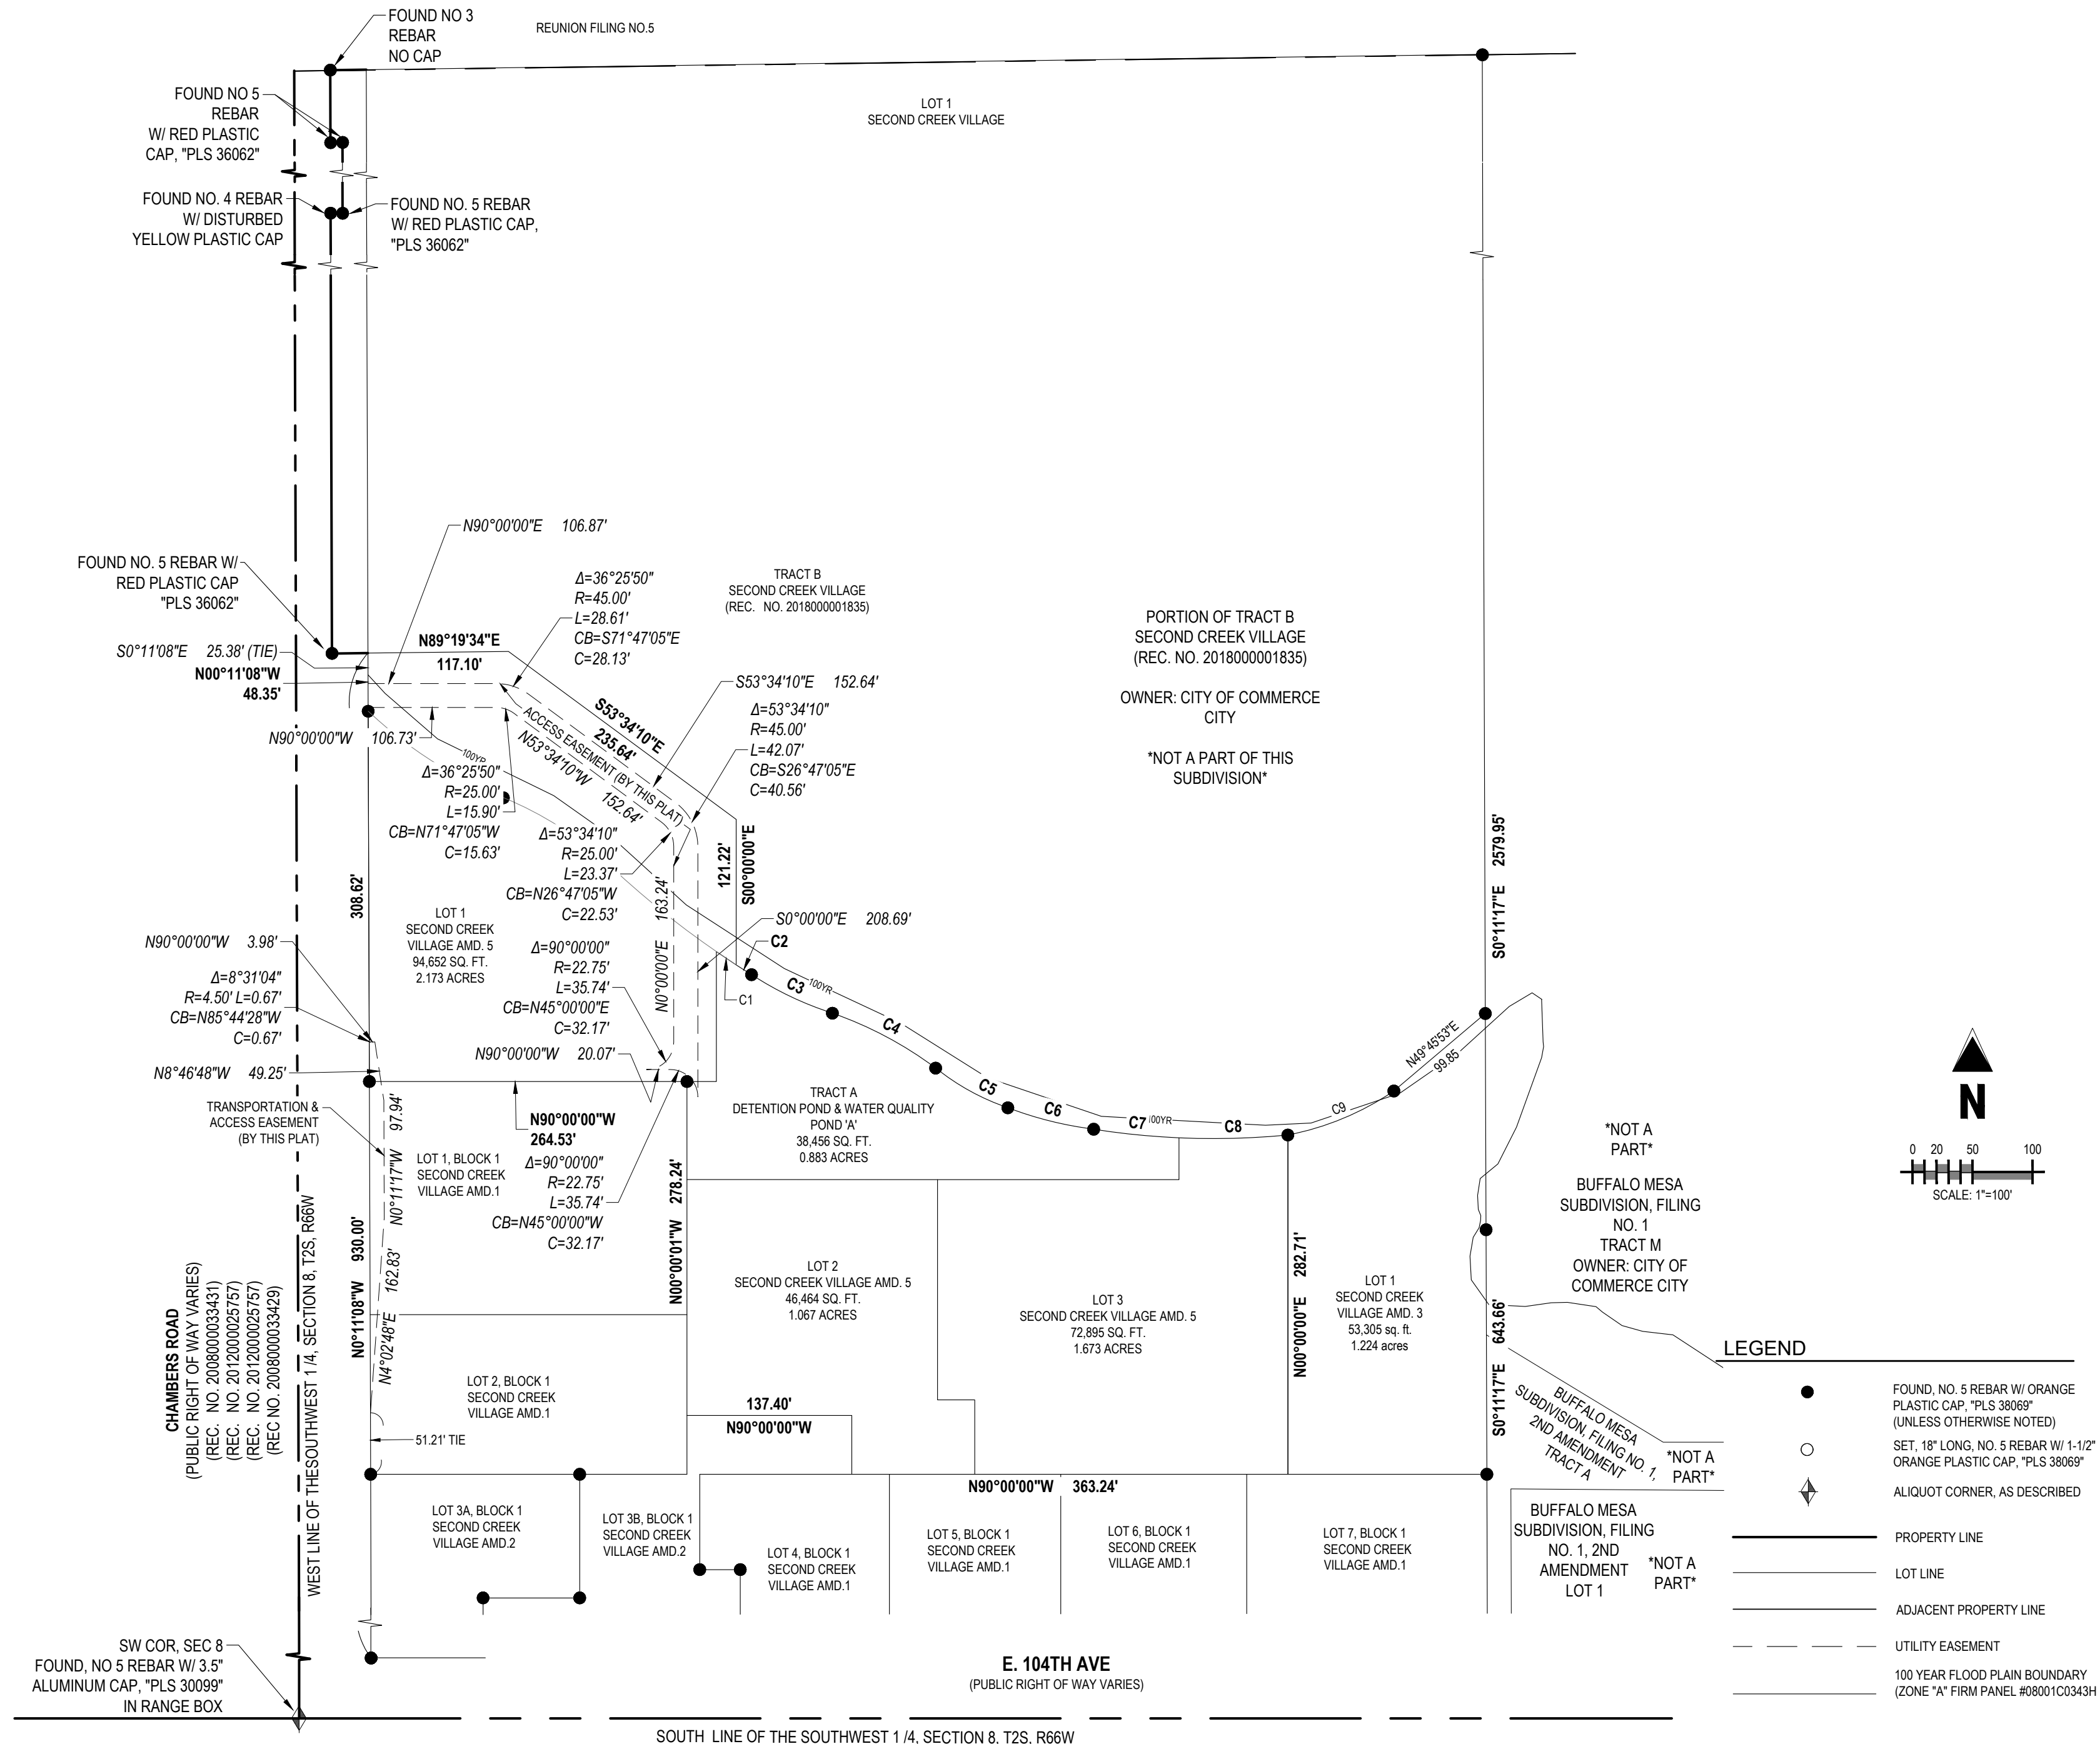 FOUND NO 3
REBAR
NO CAP
REUNION FILING NO.5
FOUND NO 5
REBAR
W/ RED PLASTIC
CAP, "PLS 36062"
LOT 1
SECOND CREEK VILLAGE
FOUND NO. 4 REBAR
W/ DISTURBED
YELLOW PLASTIC CAP
FOUND NO. 5 REBAR
W/ RED PLASTIC CAP,
"PLS 36062"
N90°00'00"E 106.87'
FOUND NO. 5 REBAR W/
RED PLASTIC CAP
"PLS 36062"
Δ=36°25'50"
R=45.00'
L=28.61'
CB=S71°47'05"E
C=28.13'
TRACT B
SECOND CREEK VILLAGE
(REC. NO. 2018000001835)
PORTION OF TRACT B
SECOND CREEK VILLAGE
(REC. NO. 2018000001835)
OWNER: CITY OF COMMERCE
CITY
*NOT A PART OF THIS
SUBDIVISION*
S0°11'08"E 25.38' (TIE)
N00°11'08"W
48.35'
N89°19'34"E
117.10'
S53°34'10"E 152.64'
Δ=53°34'10"
R=45.00'
L=42.07'
CB=S26°47'05"E
C=40.56'
S53°34'10"E
235.64'
ACCESS EASEMENT (BY THIS PLAT)
N53°34'10"W 152.64'
N90°00'00"W 106.73'
100YR
Δ=36°25'50"
R=25.00'
L=15.90'
CB=N71°47'05"W
C=15.63'
Δ=53°34'10"
R=25.00'
L=23.37'
CB=N26°47'05"W
C=22.53'
121.22'
S00°00'00"E
S0°11'17"E 2579.95'
308.62'
LOT 1
SECOND CREEK
VILLAGE AMD. 5
94,652 SQ. FT.
2.173 ACRES
N0°00'00"E 163.24'
S0°00'00"E 208.69'
C2
C1
C3
100YR
C4
C5
C6
C7
100YR
C8
C9
N49°45'53"E
99.85
N90°00'00"W 3.98'
Δ=8°31'04"
R=4.50' L=0.67'
CB=N85°44'28"W
C=0.67'
N8°46'48"W 49.25'
Δ=90°00'00"
R=22.75'
L=35.74'
CB=N45°00'00"E
C=32.17'
N90°00'00"W 20.07'
TRANSPORTATION &
ACCESS EASEMENT
(BY THIS PLAT)
N0°11'17"W 97.94'
N90°00'00"W
264.53'
LOT 1, BLOCK 1
SECOND CREEK
VILLAGE AMD.1
Δ=90°00'00"
R=22.75'
L=35.74'
CB=N45°00'00"W
C=32.17'
TRACT A
DETENTION POND & WATER QUALITY
POND 'A'
38,456 SQ. FT.
0.883 ACRES
N
0 20 50 100
SCALE: 1"=100'
*NOT A
PART*
BUFFALO MESA
SUBDIVISION, FILING
NO. 1
TRACT M
OWNER: CITY OF
COMMERCE CITY
CHAMBERS ROAD
(PUBLIC RIGHT OF WAY VARIES)
(REC. NO. 2008000033431)
(REC. NO. 2012000025757)
(REC. NO. 2012000025757)
(REC NO. 2008000033429)
WEST LINE OF THESOUTHWEST 1 /4, SECTION 8, T2S, R66W
N0°11'08"W 930.00'
N4°02'48"E 162.83'
N00°00'01"W 278.24'
LOT 2
SECOND CREEK VILLAGE AMD. 5
46,464 SQ. FT.
1.067 ACRES
LOT 3
SECOND CREEK VILLAGE AMD. 5
72,895 SQ. FT.
1.673 ACRES
N00°00'00"E 282.71'
LOT 1
SECOND CREEK
VILLAGE AMD. 3
53,305 sq. ft.
1.224 acres
S0°11'17"E 643.66'
LOT 2, BLOCK 1
SECOND CREEK
VILLAGE AMD.1
137.40'
N90°00'00"W
51.21' TIE
BUFFALO MESA
SUBDIVISION, FILING NO. 1,
2ND AMENDMENT
TRACT A
*NOT A
PART*
N90°00'00"W 363.24'
LOT 3A, BLOCK 1
SECOND CREEK
VILLAGE AMD.2
LOT 3B, BLOCK 1
SECOND CREEK
VILLAGE AMD.2
LOT 4, BLOCK 1
SECOND CREEK
VILLAGE AMD.1
LOT 5, BLOCK 1
SECOND CREEK
VILLAGE AMD.1
LOT 6, BLOCK 1
SECOND CREEK
VILLAGE AMD.1
LOT 7, BLOCK 1
SECOND CREEK
VILLAGE AMD.1
BUFFALO MESA
SUBDIVISION, FILING
NO. 1, 2ND
AMENDMENT
LOT 1
*NOT A
PART*
LEGEND
FOUND, NO. 5 REBAR W/ ORANGE
PLASTIC CAP, "PLS 38069"
(UNLESS OTHERWISE NOTED)
SET, 18" LONG, NO. 5 REBAR W/ 1-1/2"
ORANGE PLASTIC CAP, "PLS 38069"
ALIQUOT CORNER, AS DESCRIBED
PROPERTY LINE
LOT LINE
ADJACENT PROPERTY LINE
UTILITY EASEMENT
100 YEAR FLOOD PLAIN BOUNDARY
(ZONE "A" FIRM PANEL #08001C0343H
SW COR, SEC 8
FOUND, NO 5 REBAR W/ 3.5"
ALUMINUM CAP, "PLS 30099"
IN RANGE BOX
E. 104TH AVE
(PUBLIC RIGHT OF WAY VARIES)
SOUTH LINE OF THE SOUTHWEST 1 /4, SECTION 8, T2S, R66W